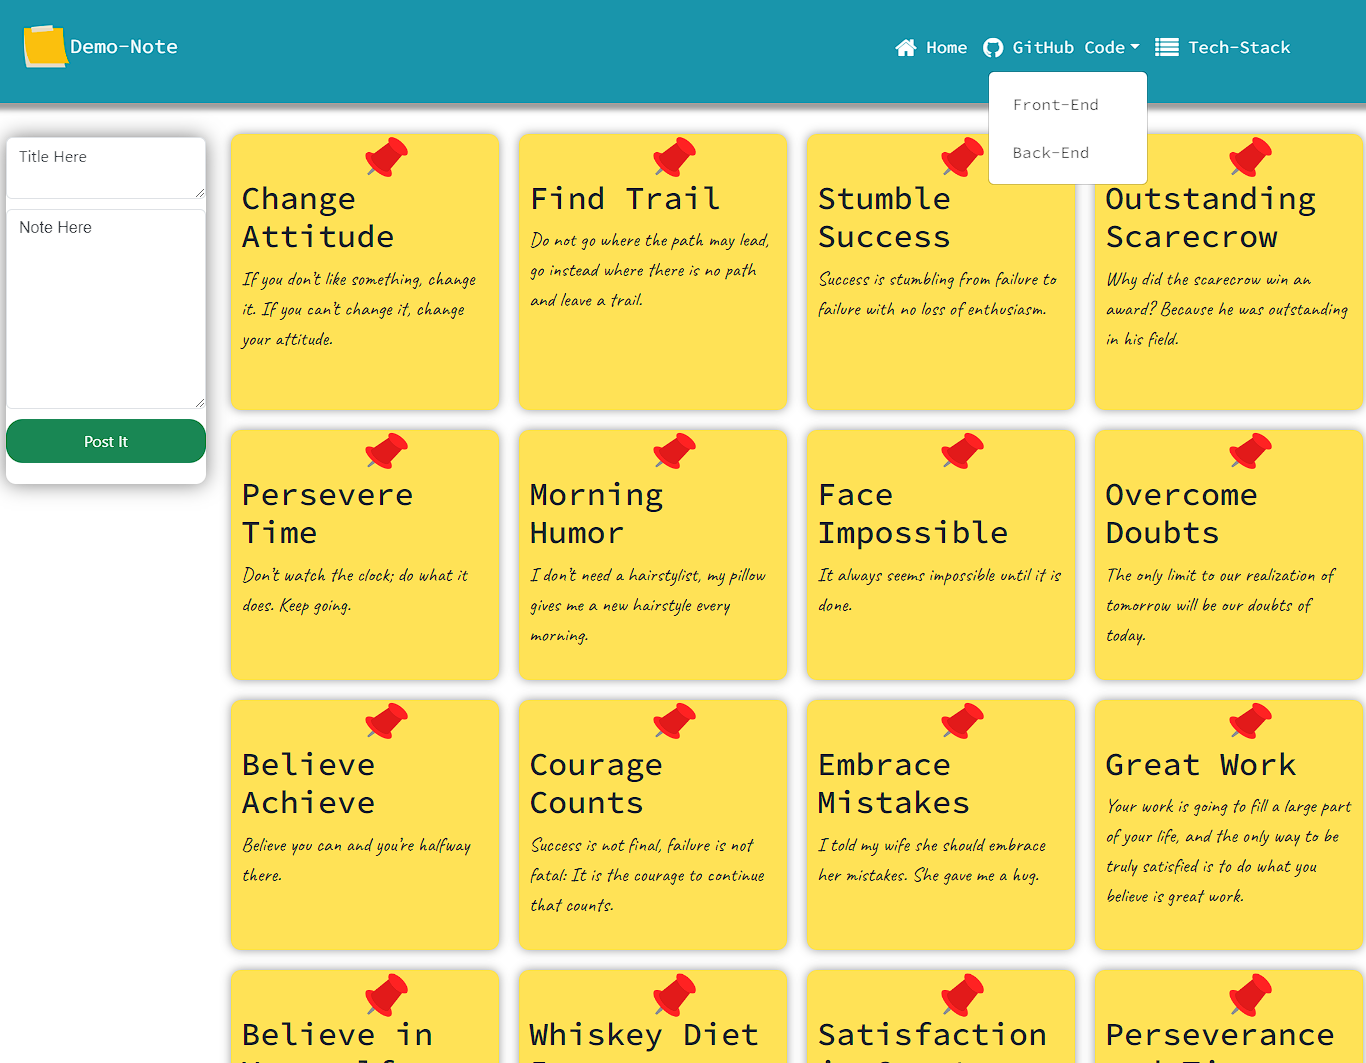 Demo-Note
Home
GitHub Code
Tech-Stack
Front-End
Back-End
Title Here
Note Here
Post It
Change
Attitude
If you don't like something, change
it. If you can't change it, change
your attitude.
Find Trail
Do not go where the path may lead,
go instead where there is no path
and leave a trail.
Stumble
Success
Success is stumbling from failure to
failure with no loss of enthusiasm.
Outstanding
Scarecrow
Why did the scarecrow win an
award? Because he was outstanding
in his field.
Persevere
Time
Don't watch the clock; do what it
does. Keep going.
Morning
Humor
I don't need a hairstylist, my pillow
gives me a new hairstyle every
morning.
Face
Impossible
It always seems impossible until it is
done.
Overcome
Doubts
The only limit to our realization of
tomorrow will be our doubts of
today.
Believe
Achieve
Believe you can and you're halfway
there.
Courage
Counts
Success is not final, failure is not
fatal: It is the courage to continue
that counts.
Embrace
Mistakes
I told my wife she should embrace
her mistakes. She gave me a hug.
Great Work
Your work is going to fill a large part
of your life, and the only way to be
truly satisfied is to do what you
believe is great work.
Believe in
Whiskey Diet
Satisfaction
Perseverance